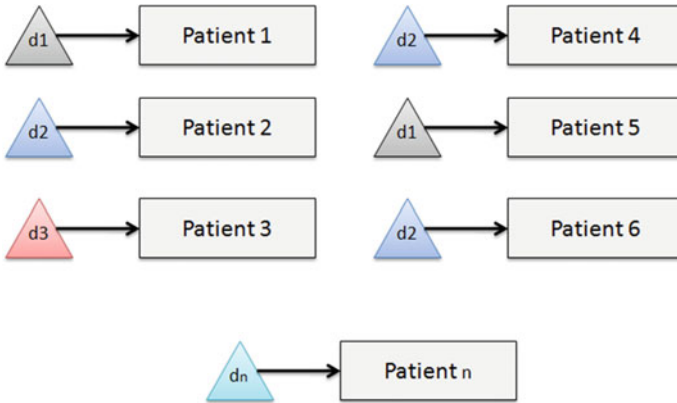 d1 Patient 1 d2 Patient 4
d2 Patient 2 d1 Patient 5
d3 Patient 3 d2 Patient 6
dn Patient n